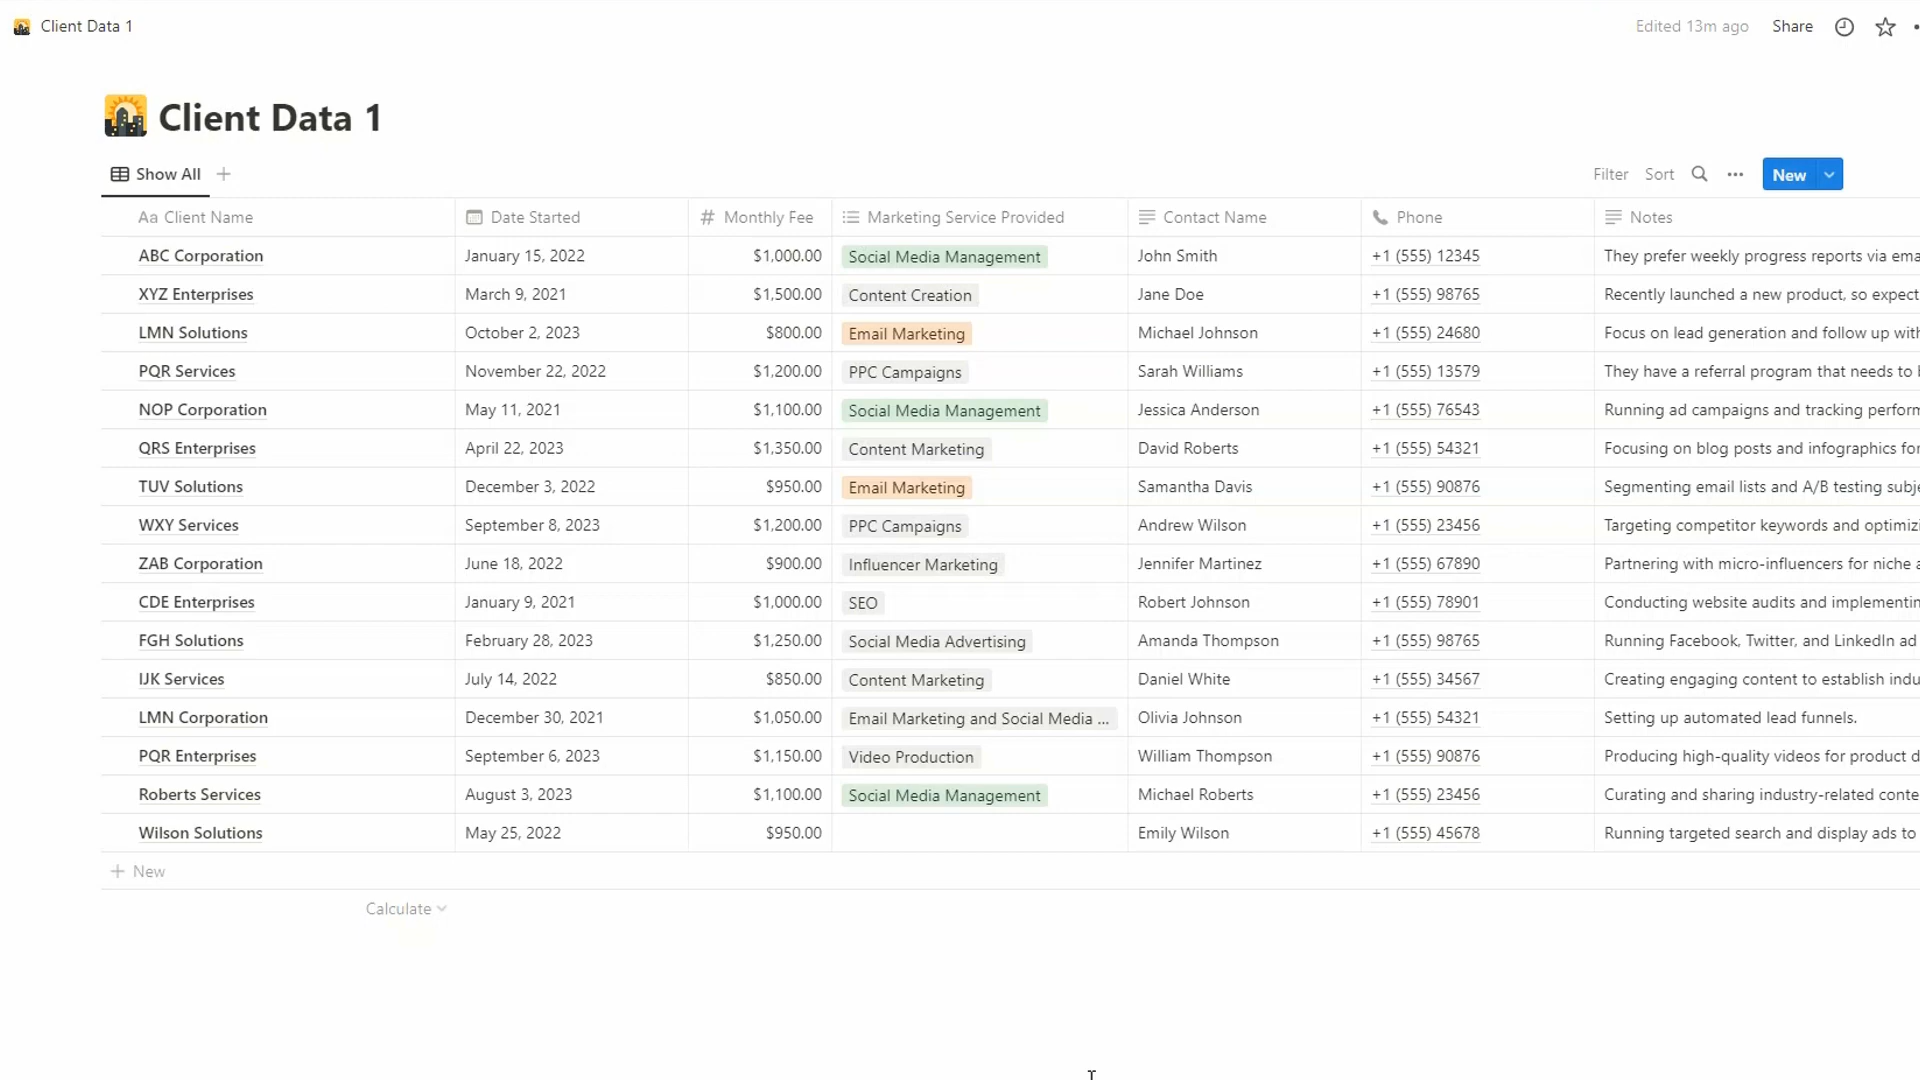 Client Data 1 Edited 13m ago Share
Client Data 1
Show All Filter Sort New
Aa Client Name Date Started # Monthly Fee Marketing Service Provided Contact Name Phone Notes
ABC Corporation January 15, 2022 $1,000.00 Social Media Management John Smith +1 (555) 12345 They prefer weekly progress reports via ema
XYZ Enterprises March 9, 2021 $1,500.00 Content Creation Jane Doe +1 (555) 98765 Recently launched a new product, so expect
LMN Solutions October 2, 2023 $800.00 Email Marketing Michael Johnson +1 (555) 24680 Focus on lead generation and follow up with
PQR Services November 22, 2022 $1,200.00 PPC Campaigns Sarah Williams +1 (555) 13579 They have a referral program that needs to
NOP Corporation May 11, 2021 $1,100.00 Social Media Management Jessica Anderson +1 (555) 76543 Running ad campaigns and tracking perform
QRS Enterprises April 22, 2023 $1,350.00 Content Marketing David Roberts +1 (555) 54321 Focusing on blog posts and infographics for
TUV Solutions December 3, 2022 $950.00 Email Marketing Samantha Davis +1 (555) 90876 Segmenting email lists and A/B testing subje
WXY Services September 8, 2023 $1,200.00 PPC Campaigns Andrew Wilson +1 (555) 23456 Targeting competitor keywords and optimizi
ZAB Corporation June 18, 2022 $900.00 Influencer Marketing Jennifer Martinez +1 (555) 67890 Partnering with micro-influencers for niche a
CDE Enterprises January 9, 2021 $1,000.00 SEO Robert Johnson +1 (555) 78901 Conducting website audits and implementin
FGH Solutions February 28, 2023 $1,250.00 Social Media Advertising Amanda Thompson +1 (555) 98765 Running Facebook, Twitter, and LinkedIn ad
IJK Services July 14, 2022 $850.00 Content Marketing Daniel White +1 (555) 34567 Creating engaging content to establish indu
LMN Corporation December 30, 2021 $1,050.00 Email Marketing and Social Media ... Olivia Johnson +1 (555) 54321 Setting up automated lead funnels.
PQR Enterprises September 6, 2023 $1,150.00 Video Production William Thompson +1 (555) 90876 Producing high-quality videos for product d
Roberts Services August 3, 2023 $1,100.00 Social Media Management Michael Roberts +1 (555) 23456 Curating and sharing industry-related conte
Wilson Solutions May 25, 2022 $950.00 Emily Wilson +1 (555) 45678 Running targeted search and display ads to
New
Calculate